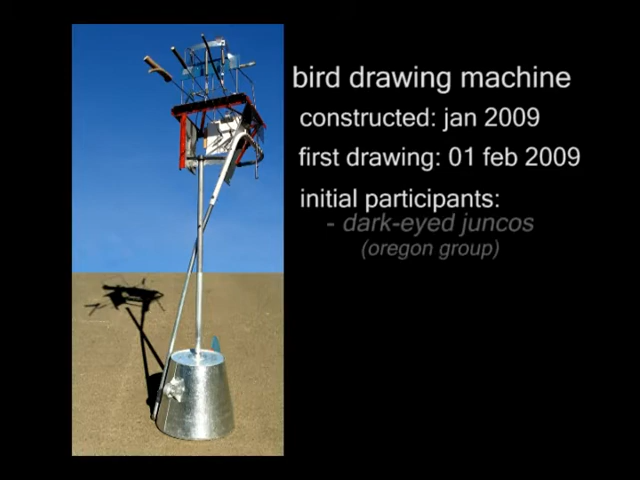 bird drawing machine
constructed: jan 2009
first drawing: 01 feb 2009
initial participants:
- dark-eyed juncos
(oregon group)